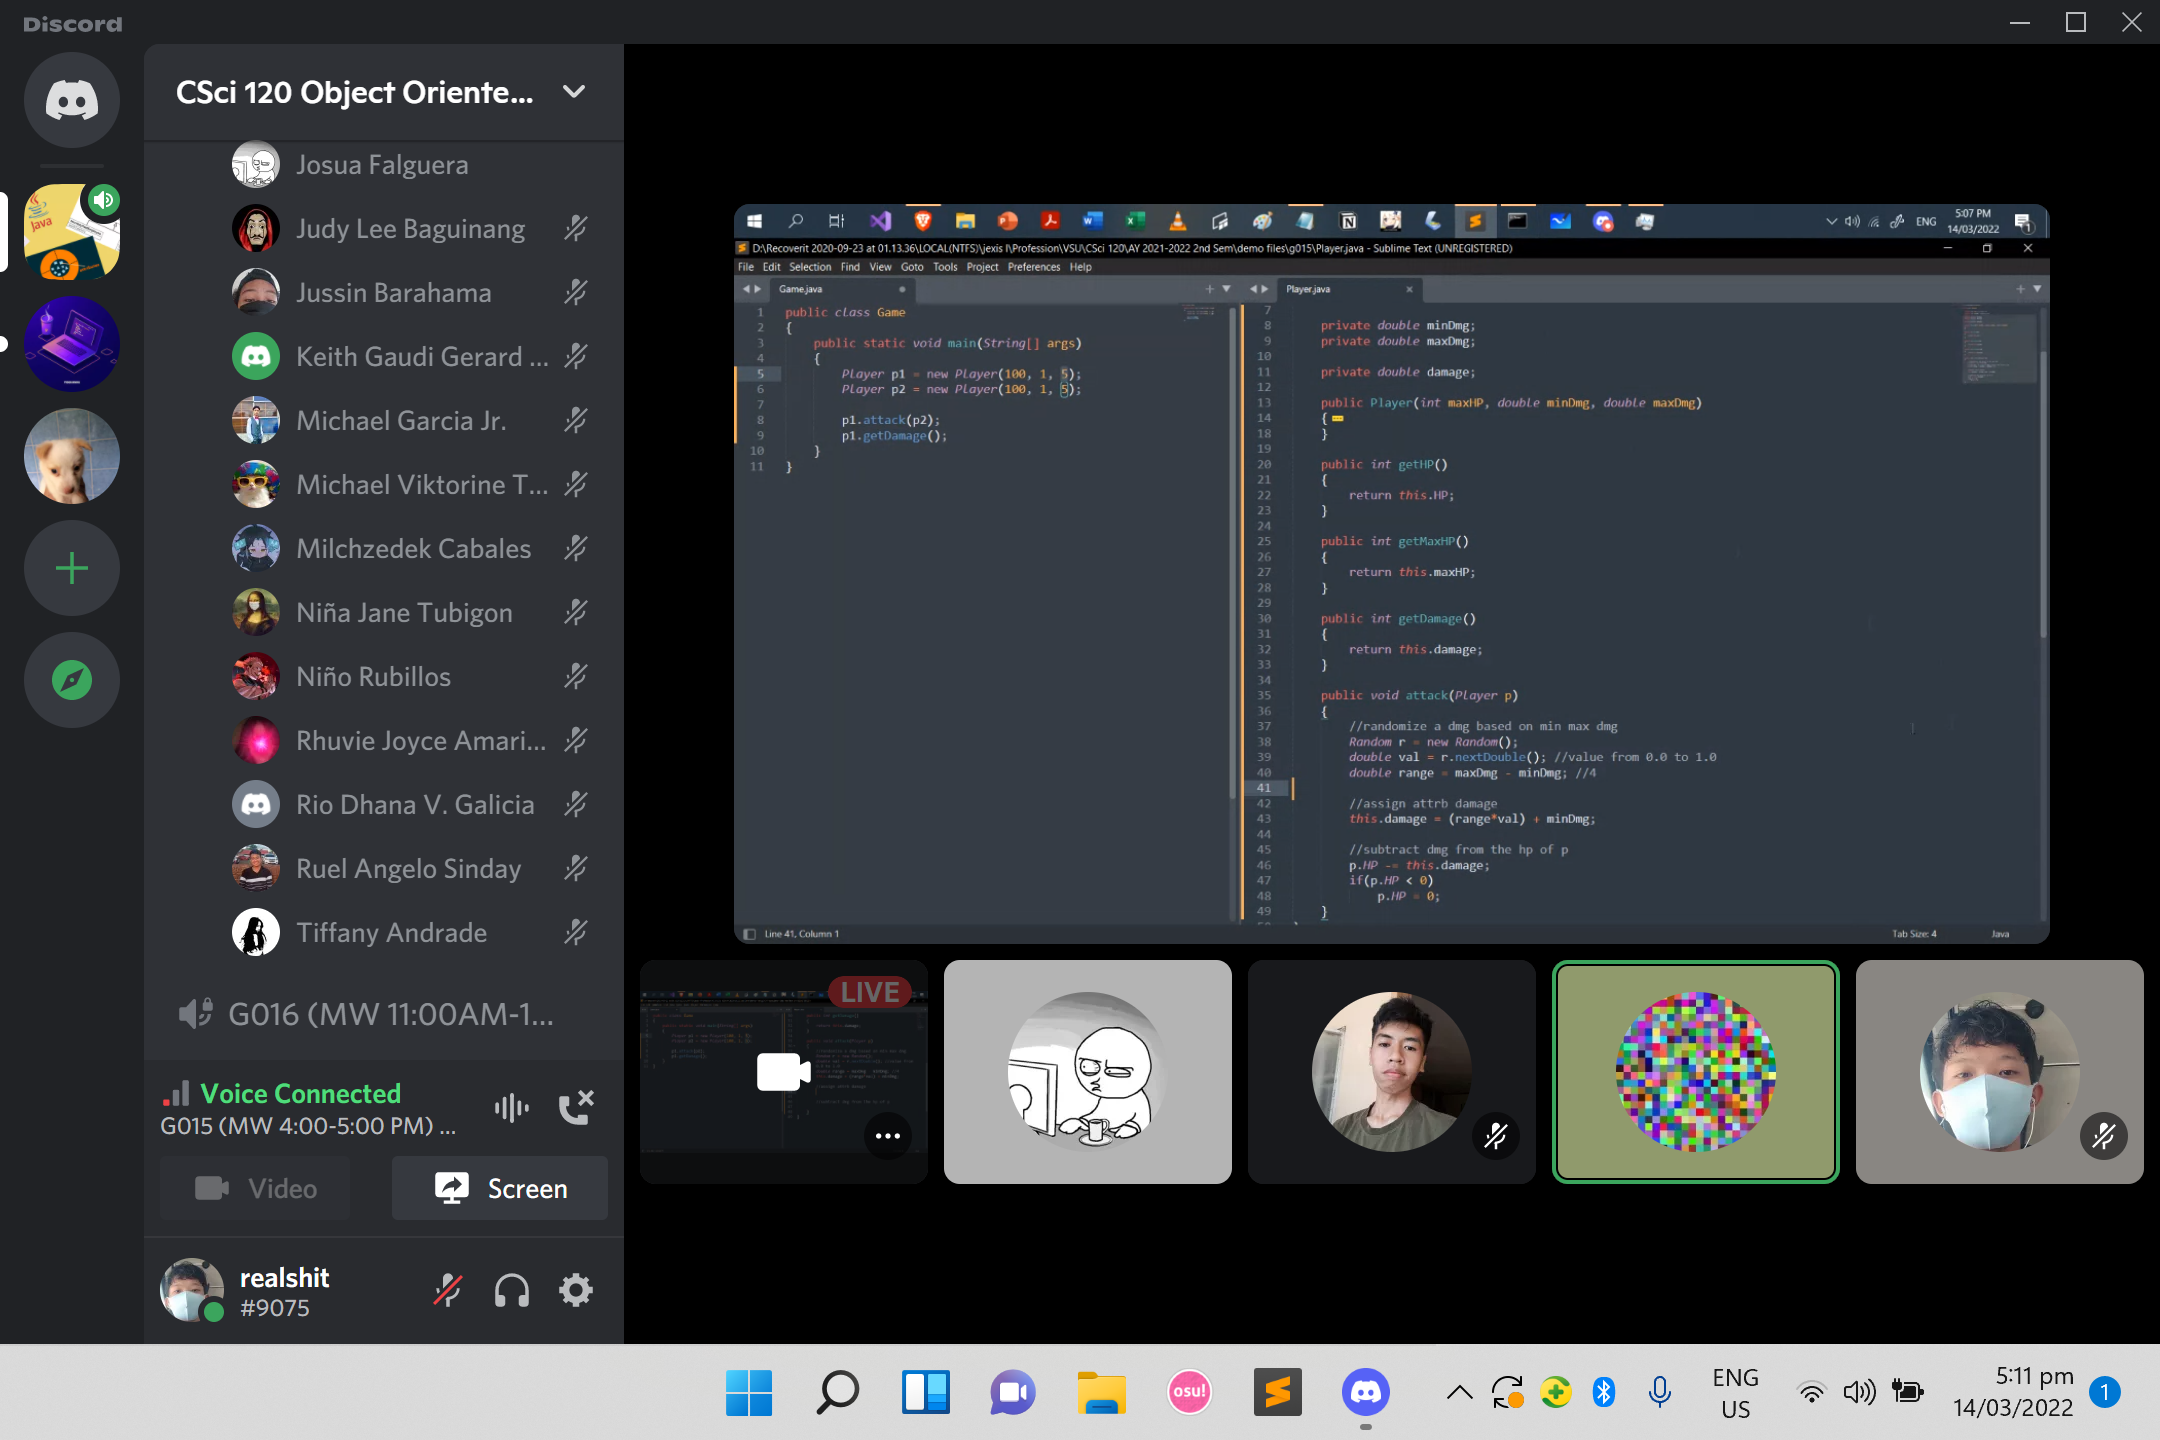 Discord
CSci 120 Object Oriente...
Josua Falguera
Judy Lee Baguinang
Jussin Barahama
Keith Gaudi Gerard ...
Michael Garcia Jr.
Michael Viktorine T...
Milchzedek Cabales
Niña Jane Tubigon
Niño Rubillos
Rhuvie Joyce Amari...
Rio Dhana V. Galicia
Ruel Angelo Sinday
Tiffany Andrade
G016 (MW 11:00AM-1...
Voice Connected
G015 (MW 4:00-5:00 PM) ...
Video
Screen
realshit
#9075
Java
ENG
5:07 PM
14/03/2022
1
D:\Recoverit 2020-09-23 at 01.13.36\LOCAL(NTFS)\jexis I\Profession\VSU\CSci 120\AY 2021-2022 2nd Sem\demo files\g015\Player.java - Sublime Text (UNREGISTERED)
File Edit Selection Find View Goto Tools Project Preferences Help
Game.java
1 public class Game
2 {
3 public static void main(String[] args)
4 {
5 Player p1 = new Player(100, 1, 5);
6 Player p2 = new Player(100, 1, 5);
7
8 p1.attack(p2);
9 p1.getDamage();
10 }
11 }
Player.java
7
8 private double minDmg;
9 private double maxDmg;
10
11 private double damage;
12
13 public Player(int maxHP, double minDmg, double maxDmg)
14 {
18 }
19
20 public int getHP()
21 {
22 return this.HP;
23 }
24
25 public int getMaxHP()
26 {
27 return this.maxHP;
28 }
29
30 public int getDamage()
31 {
32 return this.damage;
33 }
34
35 public void attack(Player p)
36 {
37 //randomize a dmg based on min max dmg
38 Random r = new Random();
39 double val = r.nextDouble(); //value from 0.0 to 1.0
40 double range = maxDmg - minDmg; //4
41
42 //assign attrb damage
43 this.damage = (range*val) + minDmg;
44
45 //subtract dmg from the hp of p
46 p.HP -= this.damage;
47 if(p.HP < 0)
48 p.HP = 0;
49 }
Line 41, Column 1
Tab Size: 4
Java
LIVE
osu!
ENG
US
5:11 pm
14/03/2022
1